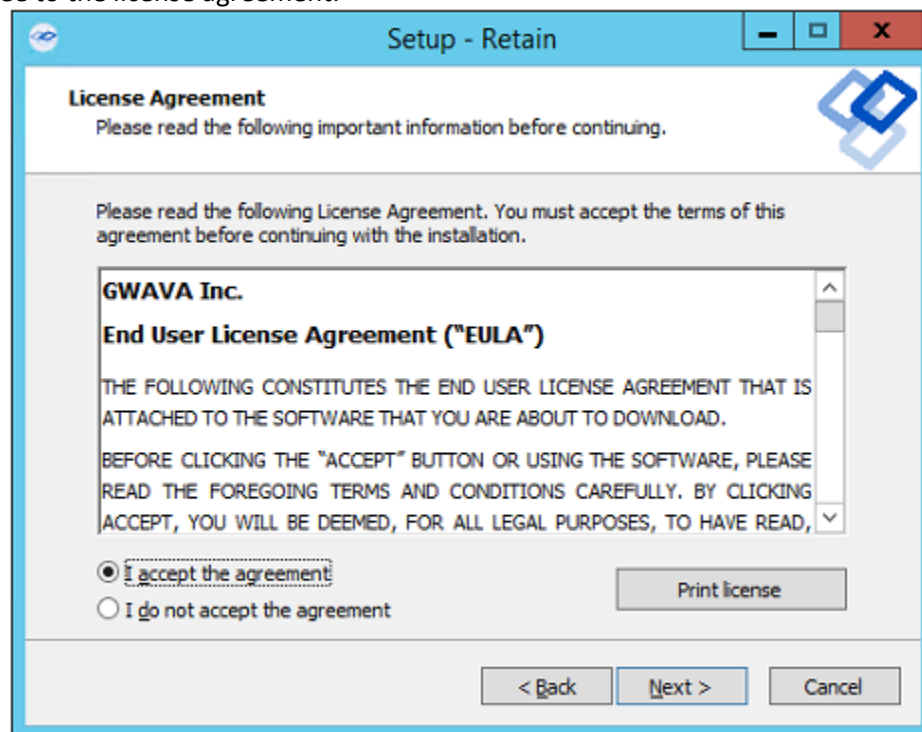 to the license agreement.
Setup - Retain
License Agreement
Please read the following important information before continuing.
Please read the following License Agreement. You must accept the terms of this
agreement before continuing with the installation.
GWAVA Inc.
End User License Agreement (“EULA”)
THE FOLLOWING CONSTITUTES THE END USER LICENSE AGREEMENT THAT IS
ATTACHED TO THE SOFTWARE THAT YOU ARE ABOUT TO DOWNLOAD.
BEFORE CLICKING THE “ACCEPT” BUTTON OR USING THE SOFTWARE, PLEASE
READ THE FOREGOING TERMS AND CONDITIONS CAREFULLY. BY CLICKING
ACCEPT, YOU WILL BE DEEMED, FOR ALL LEGAL PURPOSES, TO HAVE READ,
I accept the agreement
I do not accept the agreement
Print license
< Back
Next >
Cancel